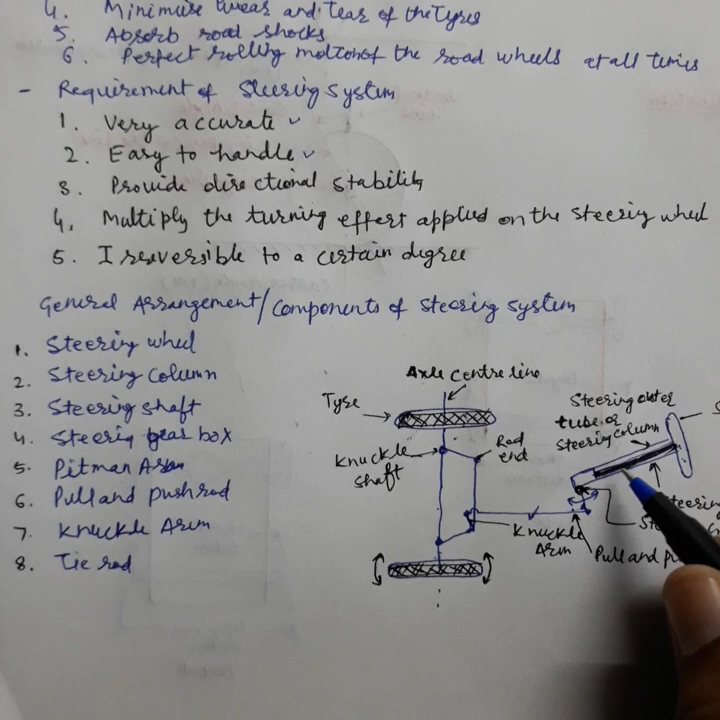 4. Minimise wear and Tear of the Tyres
5. Absorb road shocks
6. Perfect rolling motion of the road wheels at all times
- Requirement of Steering System
1. Very accurate ✓
2. Easy to handle ✓
3. Provide directional stability
4. Multiply the turning effort applied on the steering wheel
5. Irreversible to a certain degree
General Arrangement/Components of Steering System
1. Steering wheel
2. Steering Column
3. Steering shaft
4. Steering gear box
5. Pitman Arm
6. Pull and push rod
7. Knuckle Arm
8. Tie rod
Axle centre line
Tyre
Knuckle shaft
Rod end
Steering outer
tube or
Steering Column
Knuckle
Arm
Pull and p
teering